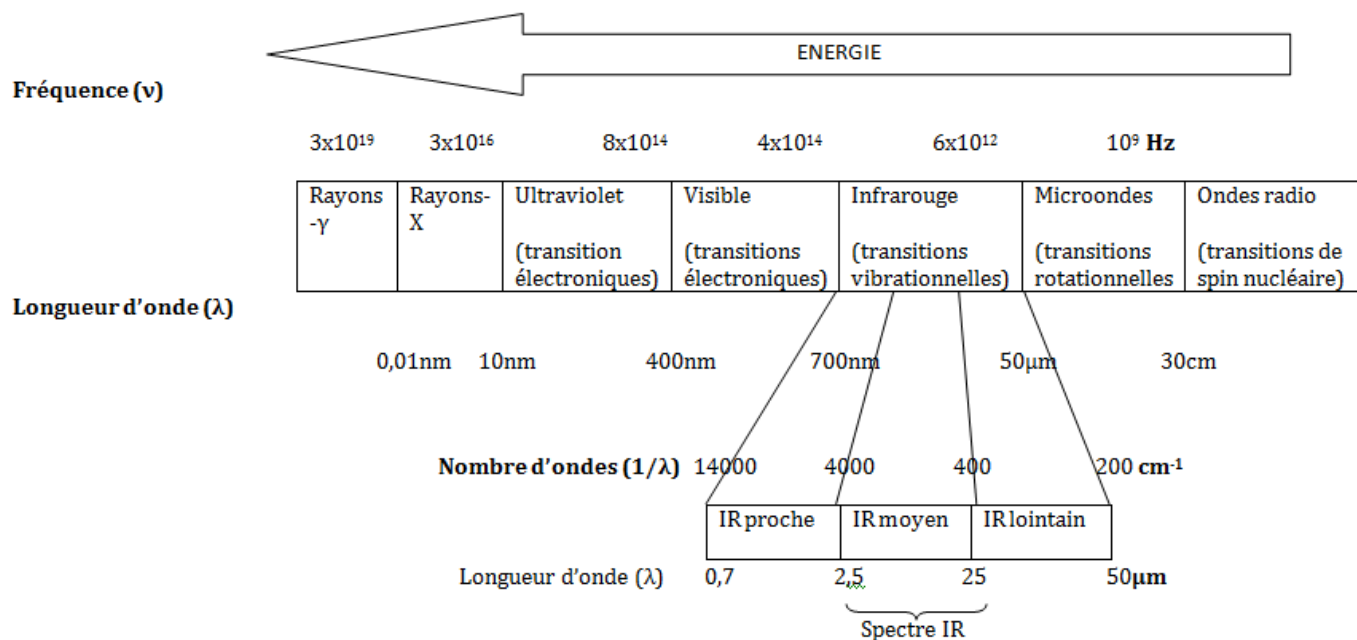 ENERGIE
Fréquence (ν)
3x10¹⁹ 3x10¹⁶ 8x10¹⁴ 4x10¹⁴ 6x10¹² 10⁹ Hz
Rayons Rayons- Ultraviolet Visible Infrarouge Microondes Ondes radio
-γ X
(transition (transitions (transitions (transitions (transitions de
électroniques) électroniques) vibrationnelles) rotationnelles spin nucléaire)
Longueur d’onde (λ)
0,01nm 10nm 400nm 700nm 50µm 30cm
Nombre d’ondes (1/λ) 14000 4000 400 200 cm⁻¹
IR proche IR moyen IR lointain
Longueur d’onde (λ) 0,7 2,5 25 50µm
Spectre IR